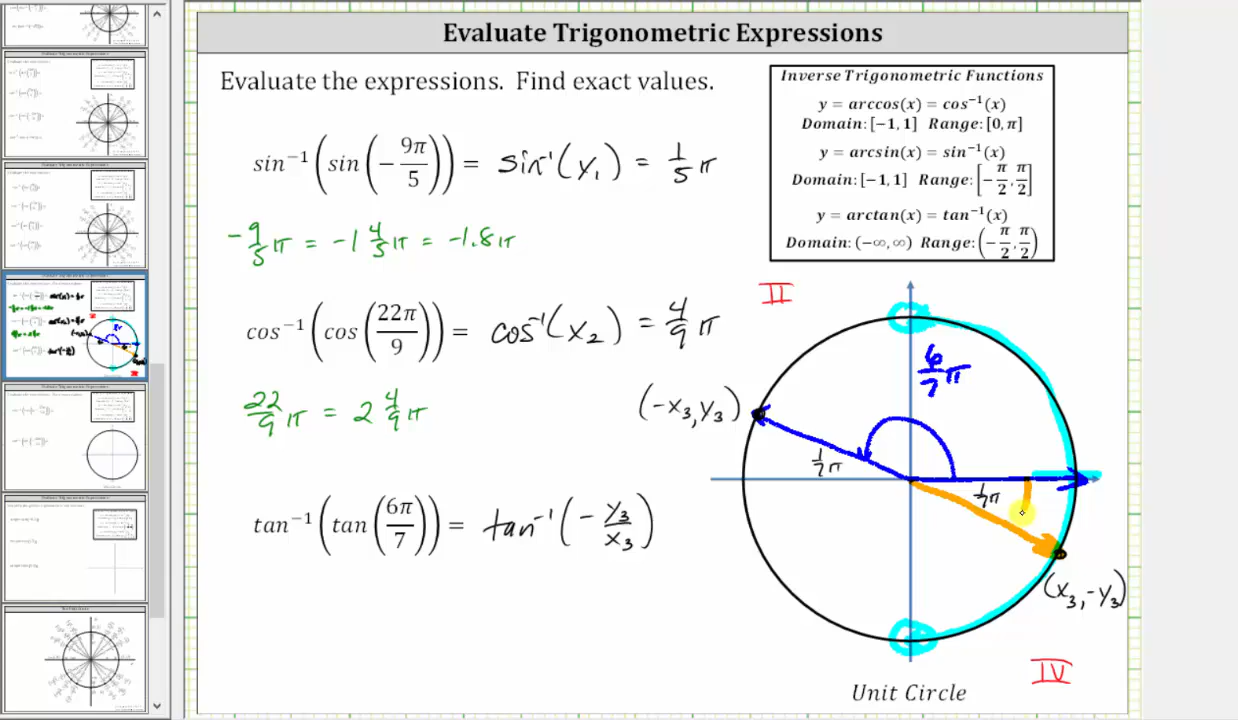 Evaluate Trigonometric Expressions
Evaluate the expressions. Find exact values.
Inverse Trigonometric Functions
y = arccos(x) = cos⁻¹(x)
Domain: [−1, 1] Range: [0, π]
y = arcsin(x) = sin⁻¹(x)
Domain: [−1, 1] Range: [−π/2, π/2]
y = arctan(x) = tan⁻¹(x)
Domain: (−∞, ∞) Range: (−π/2, π/2)
sin⁻¹(sin(−9π/5)) = sin⁻¹(y₁) = 1/5 π
−9/5 π = −1 4/5 π = −1.8π
cos⁻¹(cos(22π/9)) = cos⁻¹(x₂) = 4/9 π
22/9 π = 2 4/9 π
tan⁻¹(tan(6π/7)) = tan⁻¹(−y₃/x₃)
II
6/7 π
(−x₃, y₃)
1/7 π
1/7 π
(x₃, −y₃)
IV
Unit Circle